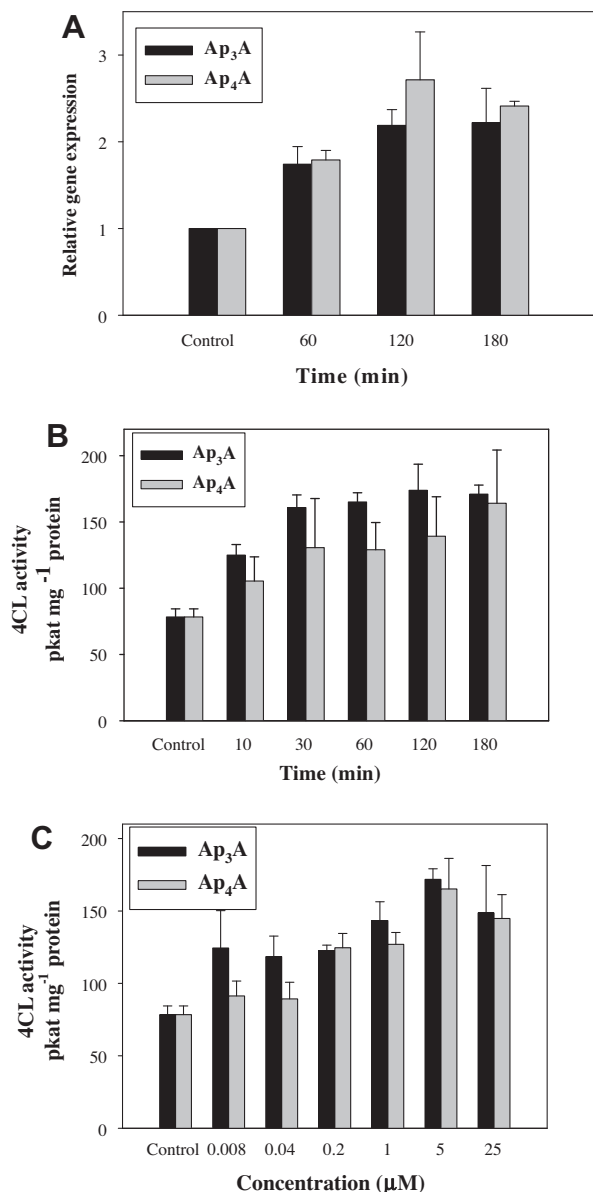 A
Ap3A
Ap4A
3
2
1
0
Relative gene expression
Control 60 120 180
Time (min)
B
Ap3A
Ap4A
200
150
100
50
0
4CL activity
pkat mg -1 protein
Control 10 30 60 120 180
Time (min)
C
Ap3A
Ap4A
200
150
100
50
0
4CL activity
pkat mg-1 protein
Control 0.008 0.04 0.2 1 5 25
Concentration (µM)